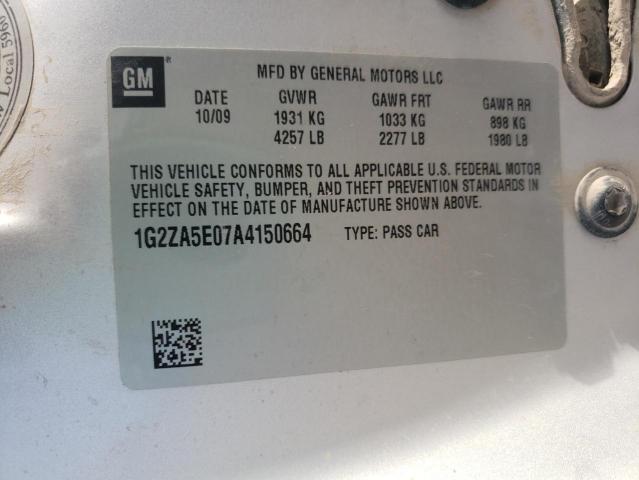 W Local 5960
GM
MFD BY GENERAL MOTORS LLC
DATE GVWR GAWR FRT GAWR RR
10/09 1931 KG 1033 KG 898 KG
4257 LB 2277 LB 1980 LB
THIS VEHICLE CONFORMS TO ALL APPLICABLE U.S. FEDERAL MOTOR
VEHICLE SAFETY, BUMPER, AND THEFT PREVENTION STANDARDS IN
EFFECT ON THE DATE OF MANUFACTURE SHOWN ABOVE.
1G2ZA5E07A4150664 TYPE: PASS CAR